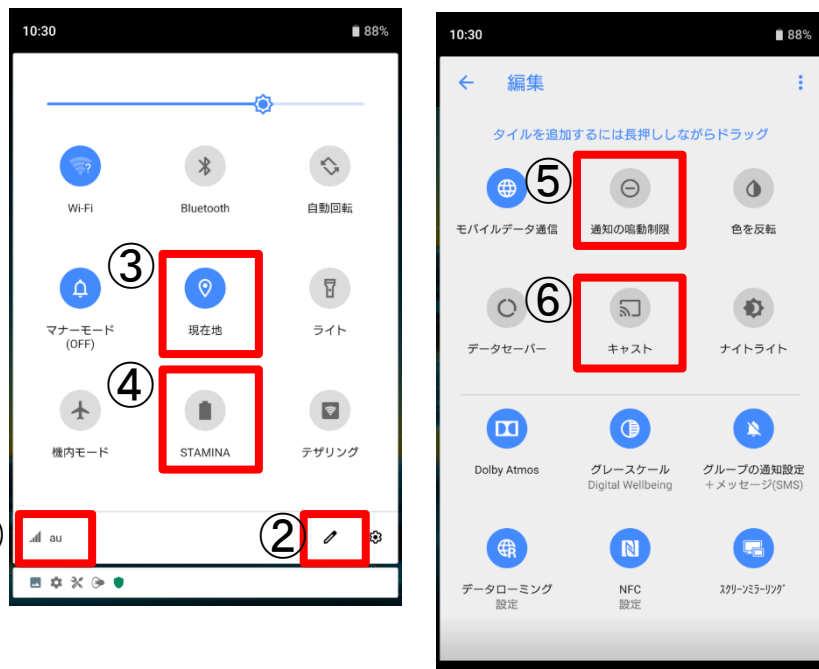 10:30 88%
Wi-Fi Bluetooth 自動回転
③
マナーモード
(OFF) 現在地 ライト
④
機内モード STAMINA テザリング
au ②
10:30 88%
編集
タイルを追加するには長押ししながらドラッグ
⑤
モバイルデータ通信 通知の鳴動制限 色を反転
⑥
データセーバー キャスト ナイトライト
Dolby Atmos グレースケール グループの通知設定
Digital Wellbeing +メッセージ(SMS)
データローミング NFC スクリーンミラーリング
設定 設定